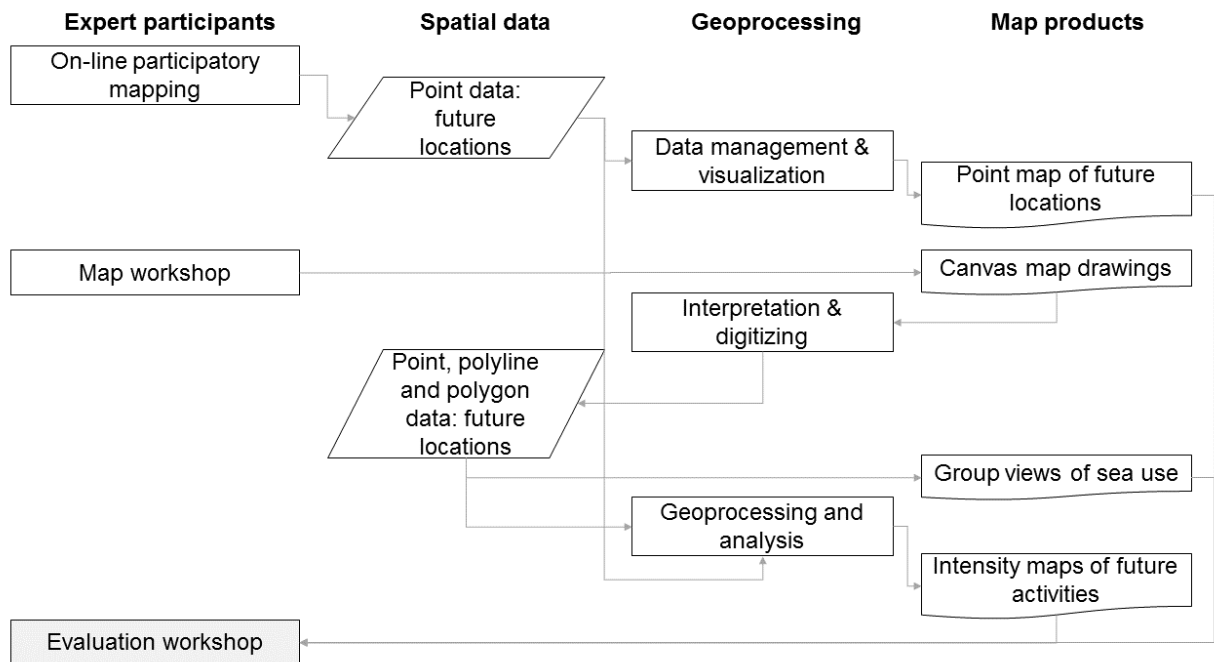 Expert participants
Spatial data
Geoprocessing
Map products
On-line participatory
mapping
Point data:
future
locations
Data management &
visualization
Point map of future
locations
Map workshop
Canvas map drawings
Interpretation &
digitizing
Point, polyline
and polygon
data: future
locations
Group views of sea use
Geoprocessing and
analysis
Intensity maps of future
activities
Evaluation workshop